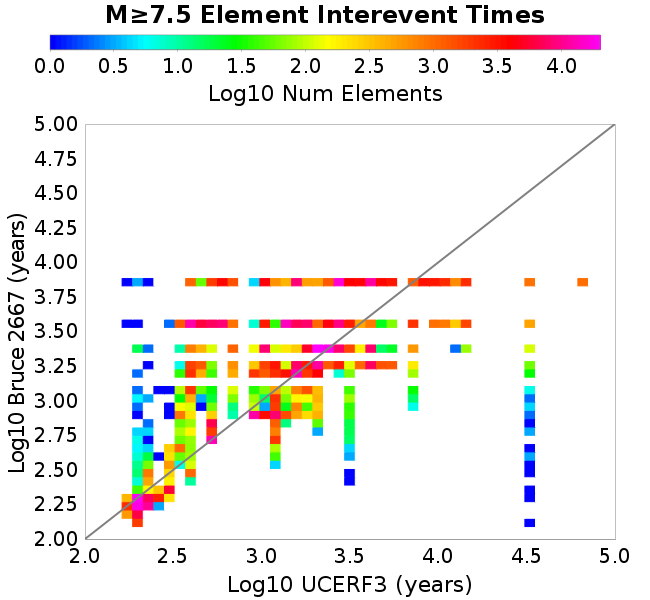 M≥7.5 Element Interevent Times
0.0 0.5 1.0 1.5 2.0 2.5 3.0 3.5 4.0
Log10 Num Elements
5.00
4.75
4.50
4.25
4.00
3.75
3.50
3.25
3.00
2.75
2.50
2.25
2.00
Log10 Bruce 2667 (years)
2.0 2.5 3.0 3.5 4.0 4.5 5.0
Log10 UCERF3 (years)